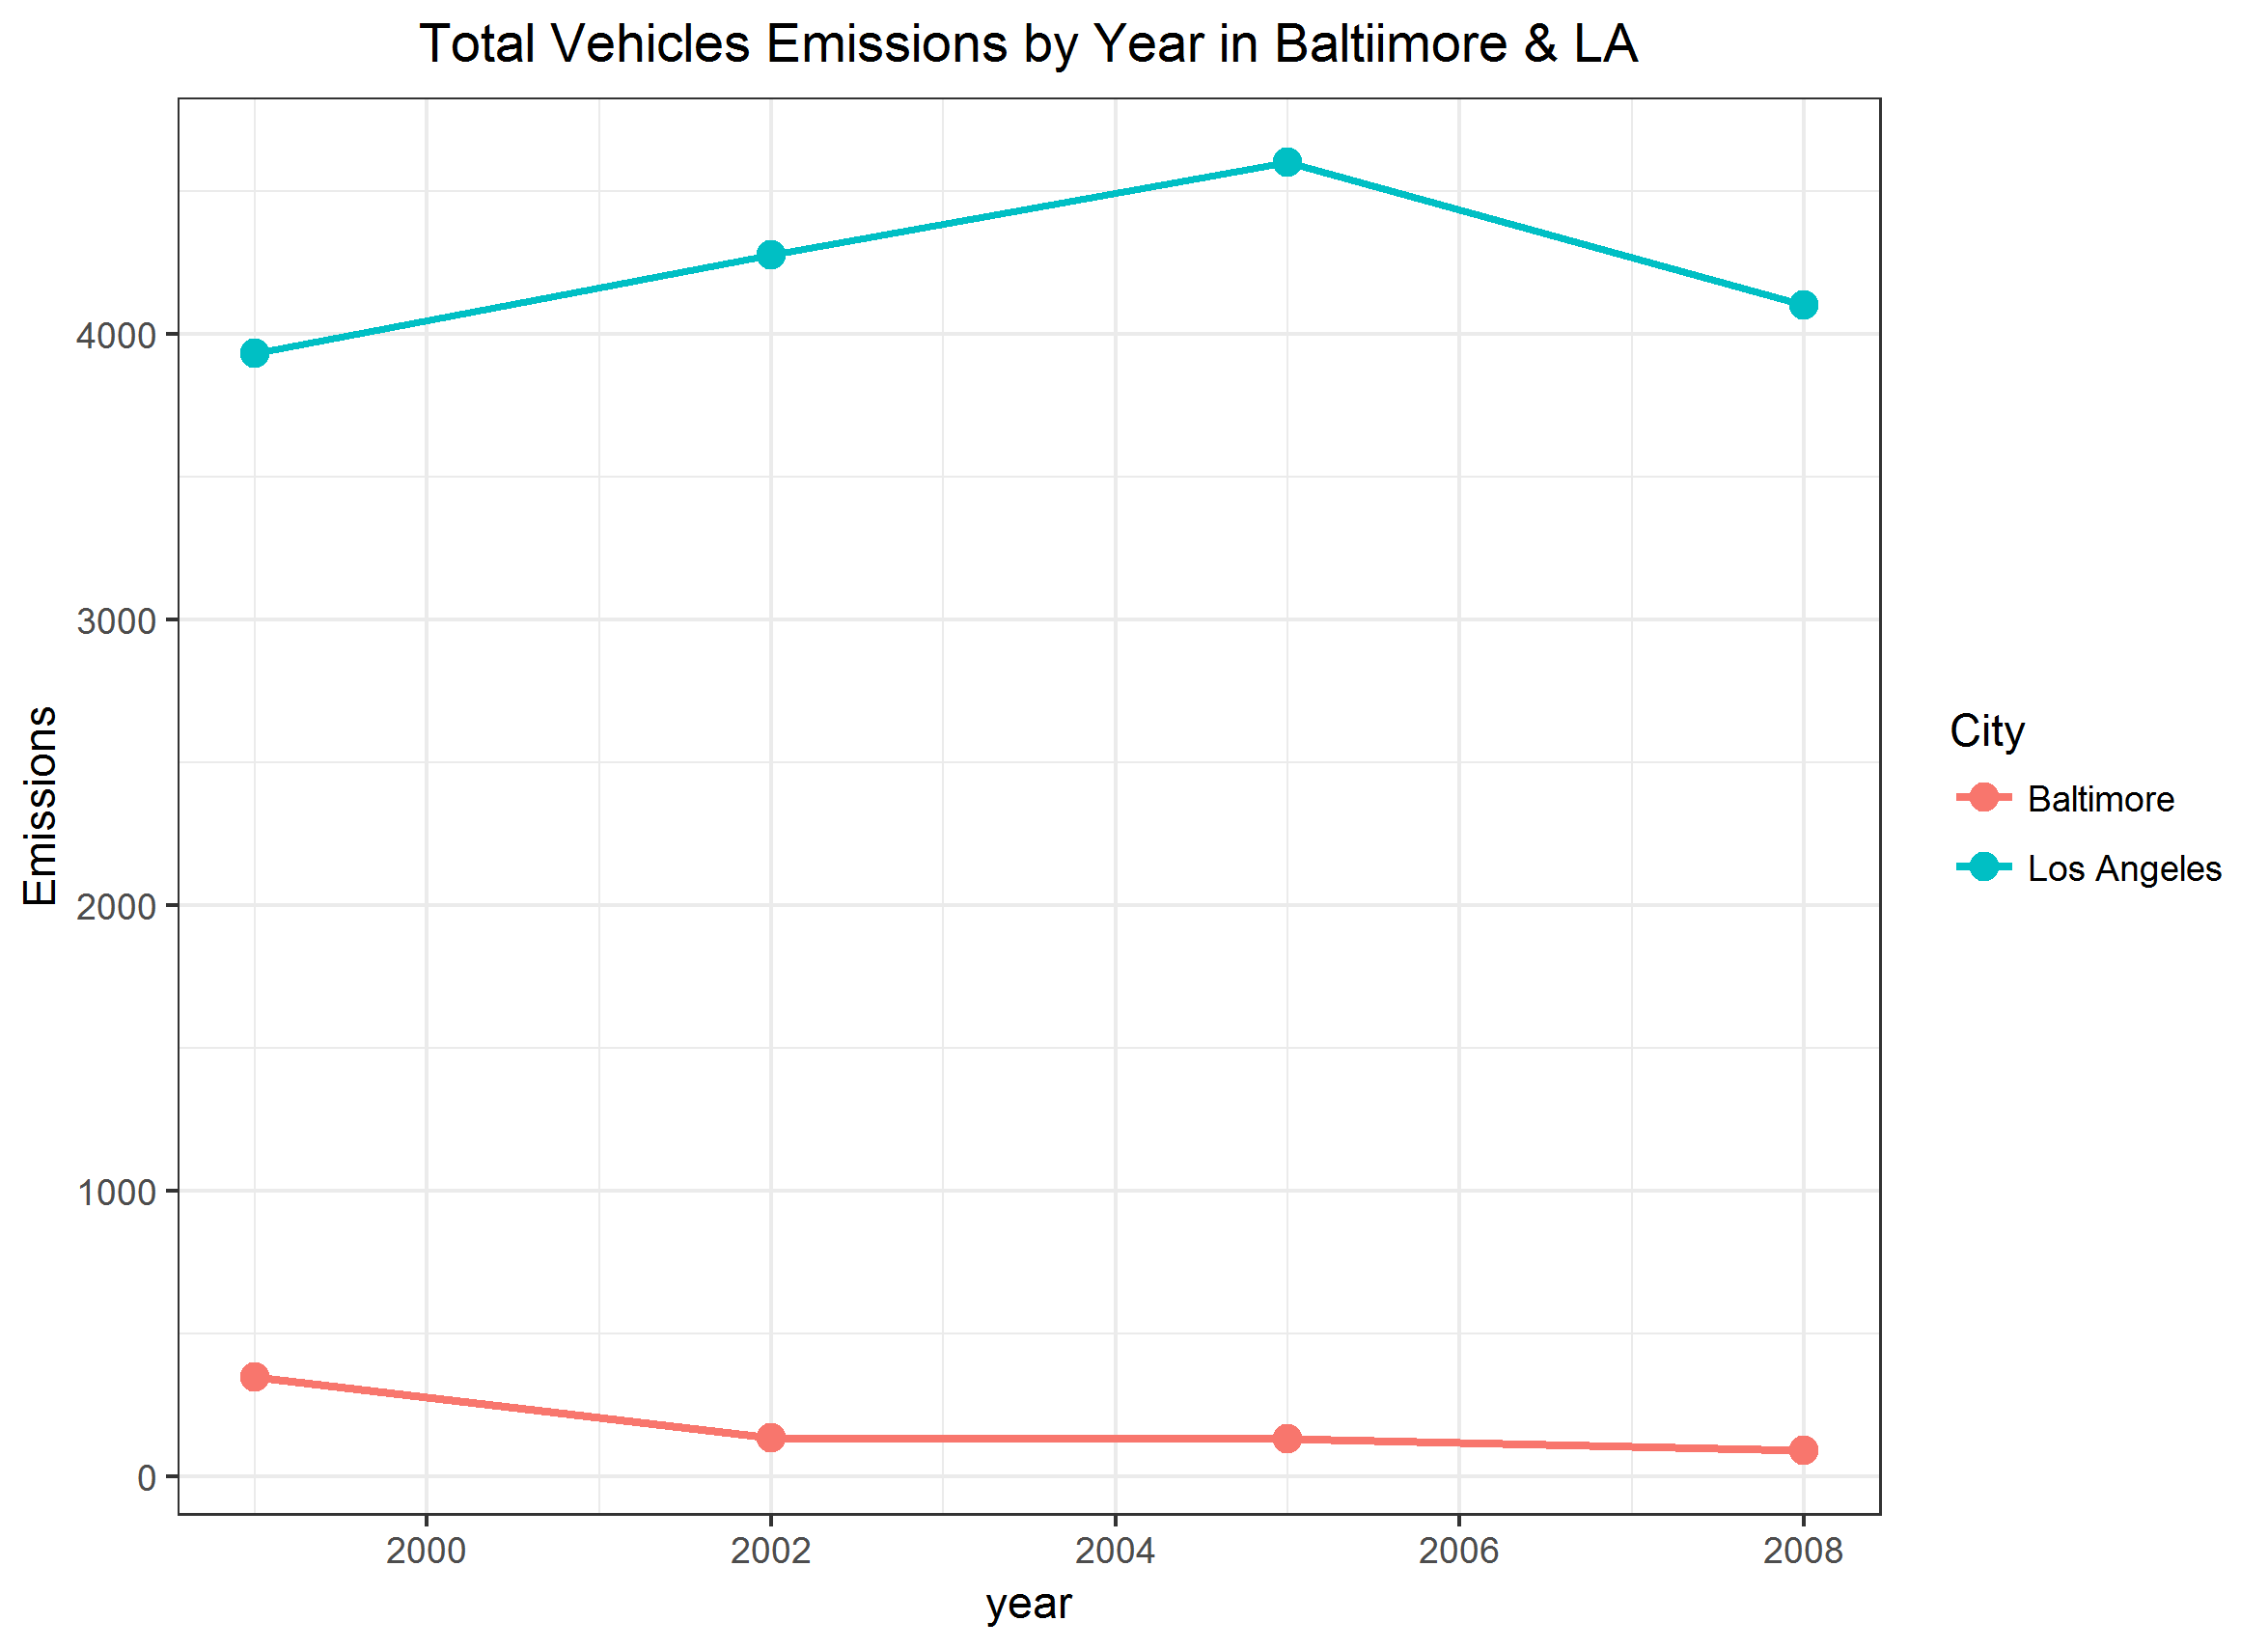 Total Vehicles Emissions by Year in Baltiimore & LA
Emissions
4000
3000
2000
1000
0
2000 2002 2004 2006 2008
year
City
Baltimore
Los Angeles